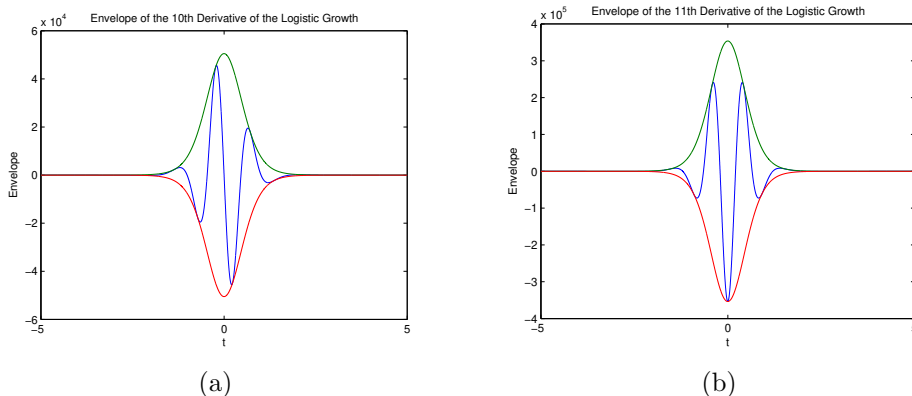 Envelope of the 10th Derivative of the Logistic Growth
x 10^4
6
4
2
0
−2
−4
−6
−5
0
5
Envelope
t
(a)
Envelope of the 11th Derivative of the Logistic Growth
x 10^5
4
3
2
1
0
−1
−2
−3
−4
−5
0
5
Envelope
t
(b)